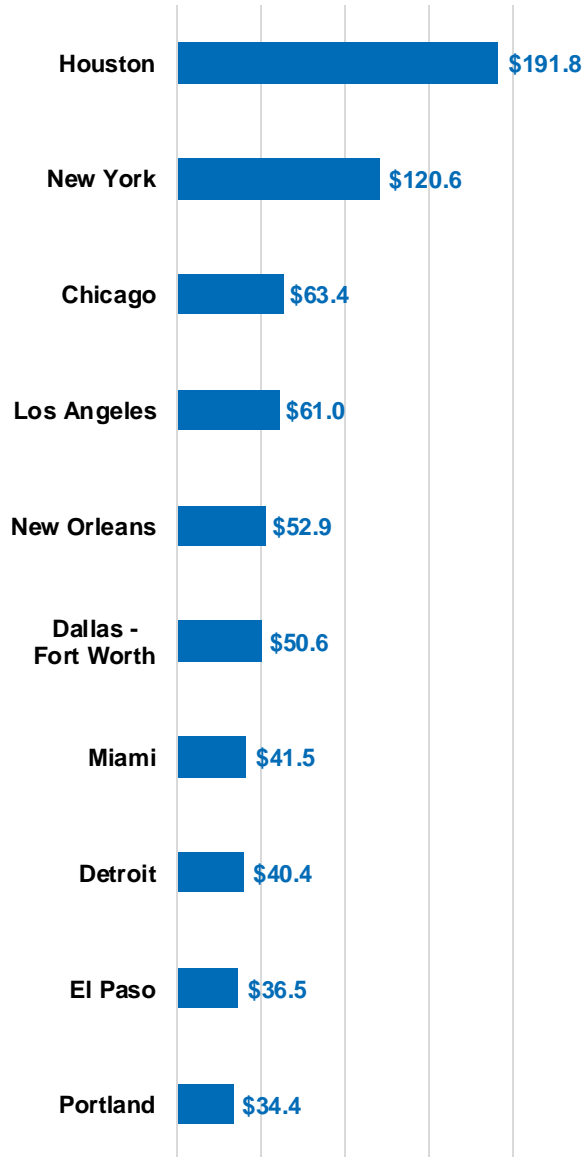 Houston $191.8
New York $120.6
Chicago $63.4
Los Angeles $61.0
New Orleans $52.9
Dallas -
Fort Worth $50.6
Miami $41.5
Detroit $40.4
El Paso $36.5
Portland $34.4